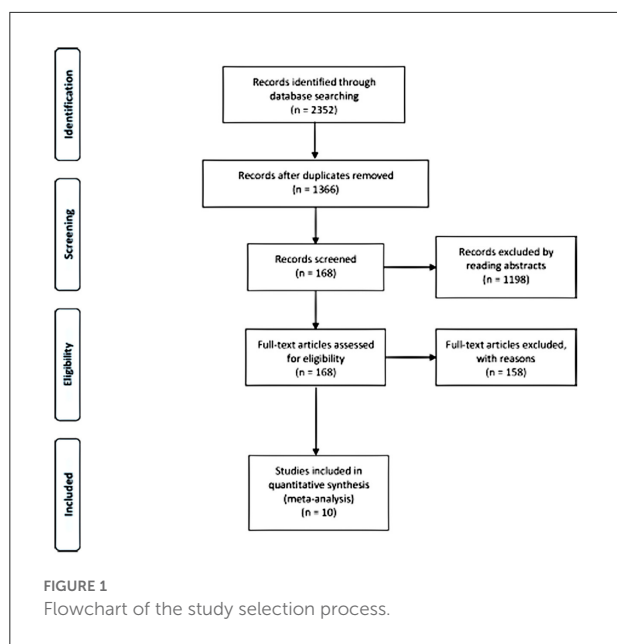 Identification
Records identified through
database searching
(n = 2352)
Records after duplicates removed
(n = 1366)
Screening
Records screened
(n = 168)
Records excluded by
reading abstracts
(n = 1198)
Eligibility
Full-text articles assessed
for eligibility
(n = 168)
Full-text articles excluded,
with reasons
(n = 158)
Included
Studies included in
quantitative synthesis
(meta-analysis)
(n = 10)
FIGURE 1
Flowchart of the study selection process.